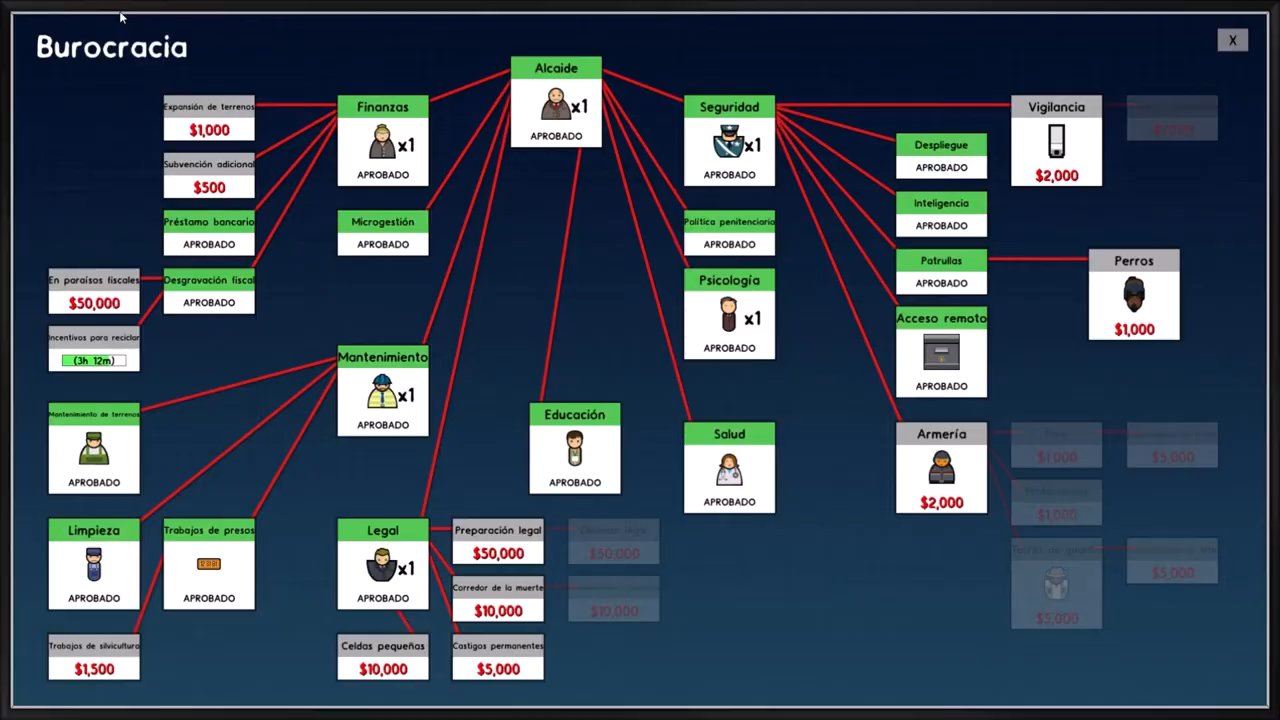 Burocracia
X
Alcaide
x1
APROBADO
Finanzas
x1
APROBADO
Expansión de terrenos
$1,000
Subvención adicional
$500
Préstamo bancario
APROBADO
Desgravación fiscal
APROBADO
En paraísos fiscales
$50,000
Incentivos para reciclar
(3h 12m)
Microgestión
APROBADO
Mantenimiento
x1
APROBADO
Mantenimiento de terrenos
APROBADO
Limpieza
APROBADO
Trabajos de presos
APROBADO
Trabajos de silvicultura
$1,500
Legal
x1
APROBADO
Preparación legal
$50,000
$50,000
Corredor de la muerte
$10,000
$10,000
Celdas pequeñas
$10,000
Castigos permanentes
$5,000
Educación
APROBADO
Seguridad
x1
APROBADO
Política penitenciaria
APROBADO
Psicología
x1
APROBADO
Salud
APROBADO
Despliegue
APROBADO
Inteligencia
APROBADO
Patrullas
APROBADO
Acceso remoto
APROBADO
Armería
$2,000
Vigilancia
$2,000
Perros
$1,000
$1,000
$5,000
$1,000
$5,000
$5,000